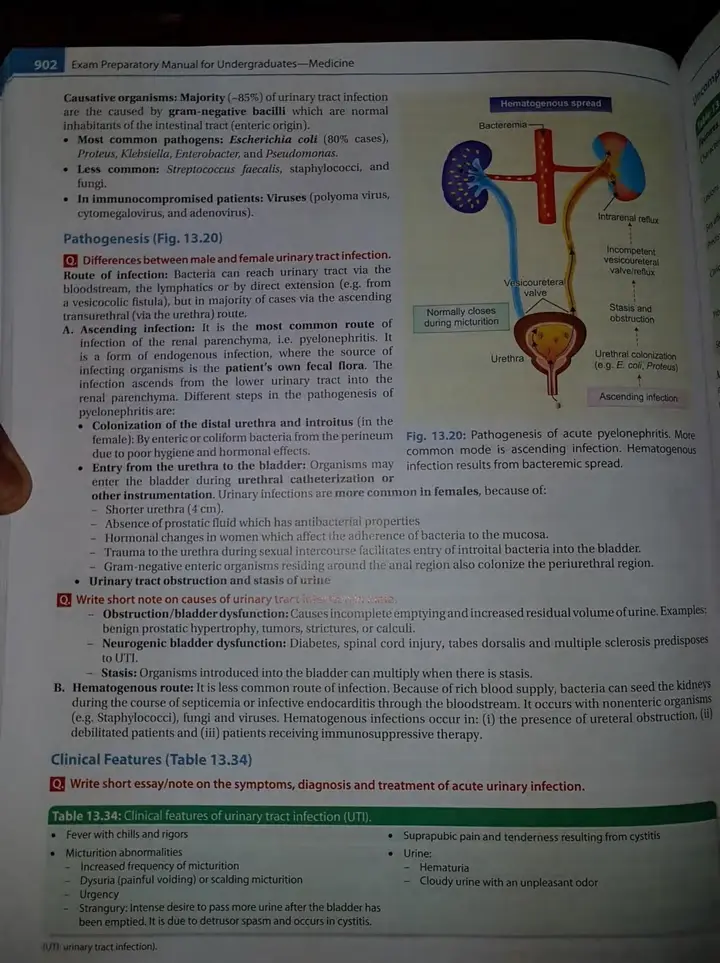 902 Exam Preparatory Manual for Undergraduates—Medicine
Causative organisms: Majority (~85%) of urinary tract infection
are the caused by gram-negative bacilli which are normal
inhabitants of the intestinal tract (enteric origin).
• Most common pathogens: Escherichia coli (80% cases),
Proteus, Klebsiella, Enterobacter, and Pseudomonas.
• Less common: Streptococcus faecalis, staphylococci, and
fungi.
• In immunocompromised patients: Viruses (polyoma virus,
cytomegalovirus, and adenovirus).
Pathogenesis (Fig. 13.20)
Q. Differences between male and female urinary tract infection.
Route of infection: Bacteria can reach urinary tract via the
bloodstream, the lymphatics or by direct extension (e.g. from
a vesicocolic fistula), but in majority of cases via the ascending
transurethral (via the urethra) route.
A. Ascending infection: It is the most common route of
infection of the renal parenchyma, i.e. pyelonephritis. It
is a form of endogenous infection, where the source of
infecting organisms is the patient's own fecal flora. The
infection ascends from the lower urinary tract into the
renal parenchyma. Different steps in the pathogenesis of
pyelonephritis are:
• Colonization of the distal urethra and introitus (in the
female): By enteric or coliform bacteria from the perineum
due to poor hygiene and hormonal effects.
• Entry from the urethra to the bladder: Organisms may
enter the bladder during urethral catheterization or
other instrumentation. Urinary infections are more common in females, because of:
– Shorter urethra (4 cm).
– Absence of prostatic fluid which has antibacterial properties
– Hormonal changes in women which affect the adherence of bacteria to the mucosa.
– Trauma to the urethra during sexual intercourse facilitates entry of introital bacteria into the bladder.
– Gram-negative enteric organisms residing around the anal region also colonize the periurethral region.
• Urinary tract obstruction and stasis of urine
Q. Write short note on causes of urinary tract
– Obstruction/bladder dysfunction: Causes incomplete emptying and increased residual volume of urine. Examples:
benign prostatic hypertrophy, tumors, strictures, or calculi.
– Neurogenic bladder dysfunction: Diabetes, spinal cord injury, tabes dorsalis and multiple sclerosis predisposes
to UTI.
– Stasis: Organisms introduced into the bladder can multiply when there is stasis.
B. Hematogenous route: It is less common route of infection. Because of rich blood supply, bacteria can seed the kidneys
during the course of septicemia or infective endocarditis through the bloodstream. It occurs with nonenteric organisms
(e.g. Staphylococci), fungi and viruses. Hematogenous infections occur in: (i) the presence of ureteral obstruction, (ii)
debilitated patients and (iii) patients receiving immunosuppressive therapy.
Hematogenous spread
Bacteremia
Intrarenal reflux
Incompetent
vesicoureteral
valve/reflux
Vesicoureteral
valve
Normally closes
during micturition
Stasis and
obstruction
Urethra
Urethral colonization
(e.g. E. coli, Proteus)
Ascending infection
Fig. 13.20: Pathogenesis of acute pyelonephritis. More
common mode is ascending infection. Hematogenous
infection results from bacteremic spread.
Clinical Features (Table 13.34)
Q. Write short essay/note on the symptoms, diagnosis and treatment of acute urinary infection.
Table 13.34: Clinical features of urinary tract infection (UTI).
• Fever with chills and rigors
• Micturition abnormalities
– Increased frequency of micturition
– Dysuria (painful voiding) or scalding micturition
– Urgency
– Strangury: Intense desire to pass more urine after the bladder has
been emptied. It is due to detrusor spasm and occurs in cystitis.
• Suprapubic pain and tenderness resulting from cystitis
• Urine:
– Hematuria
– Cloudy urine with an unpleasant odor
(UTI: urinary tract infection).